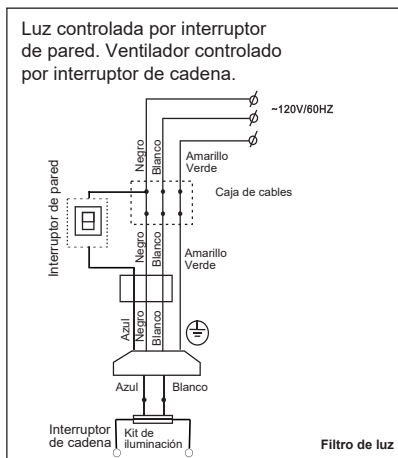 Luz controlada por interruptor
de pared. Ventilador controlado
por interruptor de cadena.
~120V/60HZ
Negro
Blanco
Amarillo
Verde
Interruptor de pared
Caja de cables
Negro
Blanco
Amarillo
Verde
Azul
Negro
Blanco
Azul
Blanco
Interruptor
de cadena
Kit de
iluminación
Filtro de luz